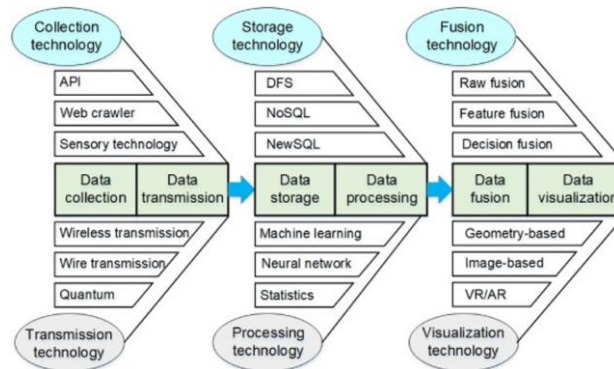 Collection
technology
Storage
technology
Fusion
technology
API
DFS
Raw fusion
Web crawler
NoSQL
Feature fusion
Sensory technology
NewSQL
Decision fusion
Data
collection
Data
transmission
Data
storage
Data
processing
Data
fusion
Data
visualization
Wireless transmission
Machine learning
Geometry-based
Wire transmission
Neural network
Image-based
Quantum
Statistics
VR/AR
Transmission
technology
Processing
technology
Visualization
technology